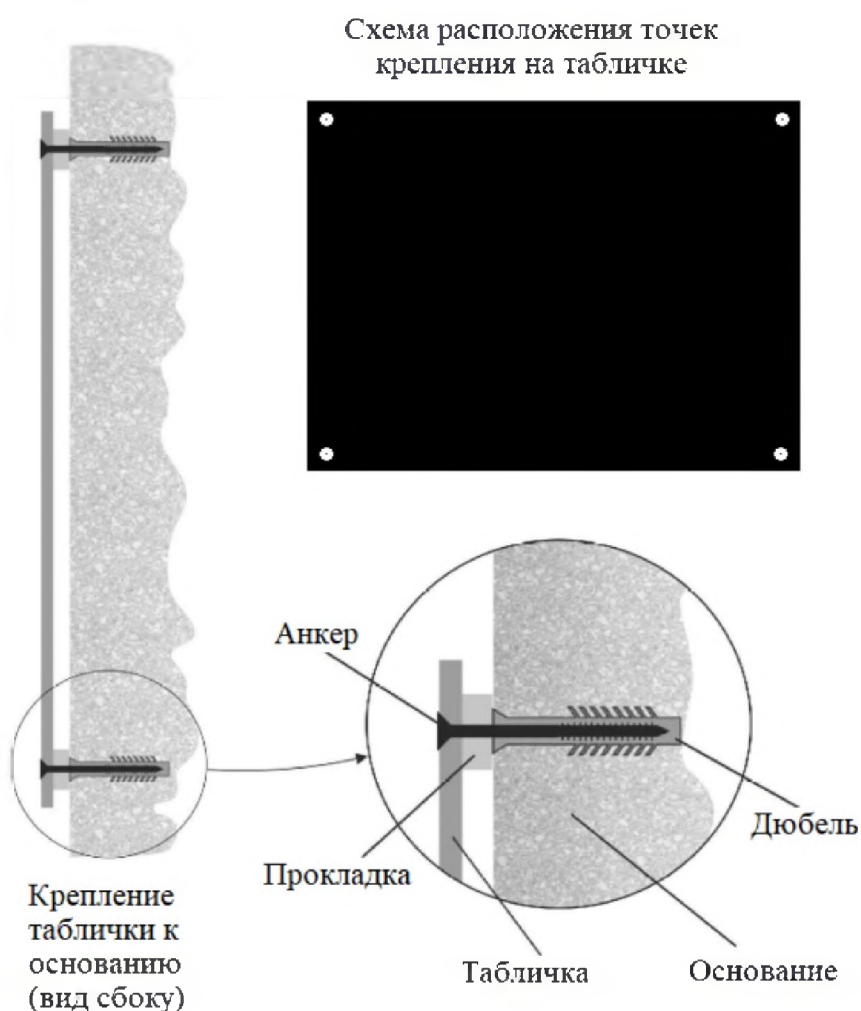 Схема расположения точек
крепления на табличке
Анкер
Дюбель
Прокладка
Крепление
таблички к
основанию
(вид сбоку)
Табличка
Основание